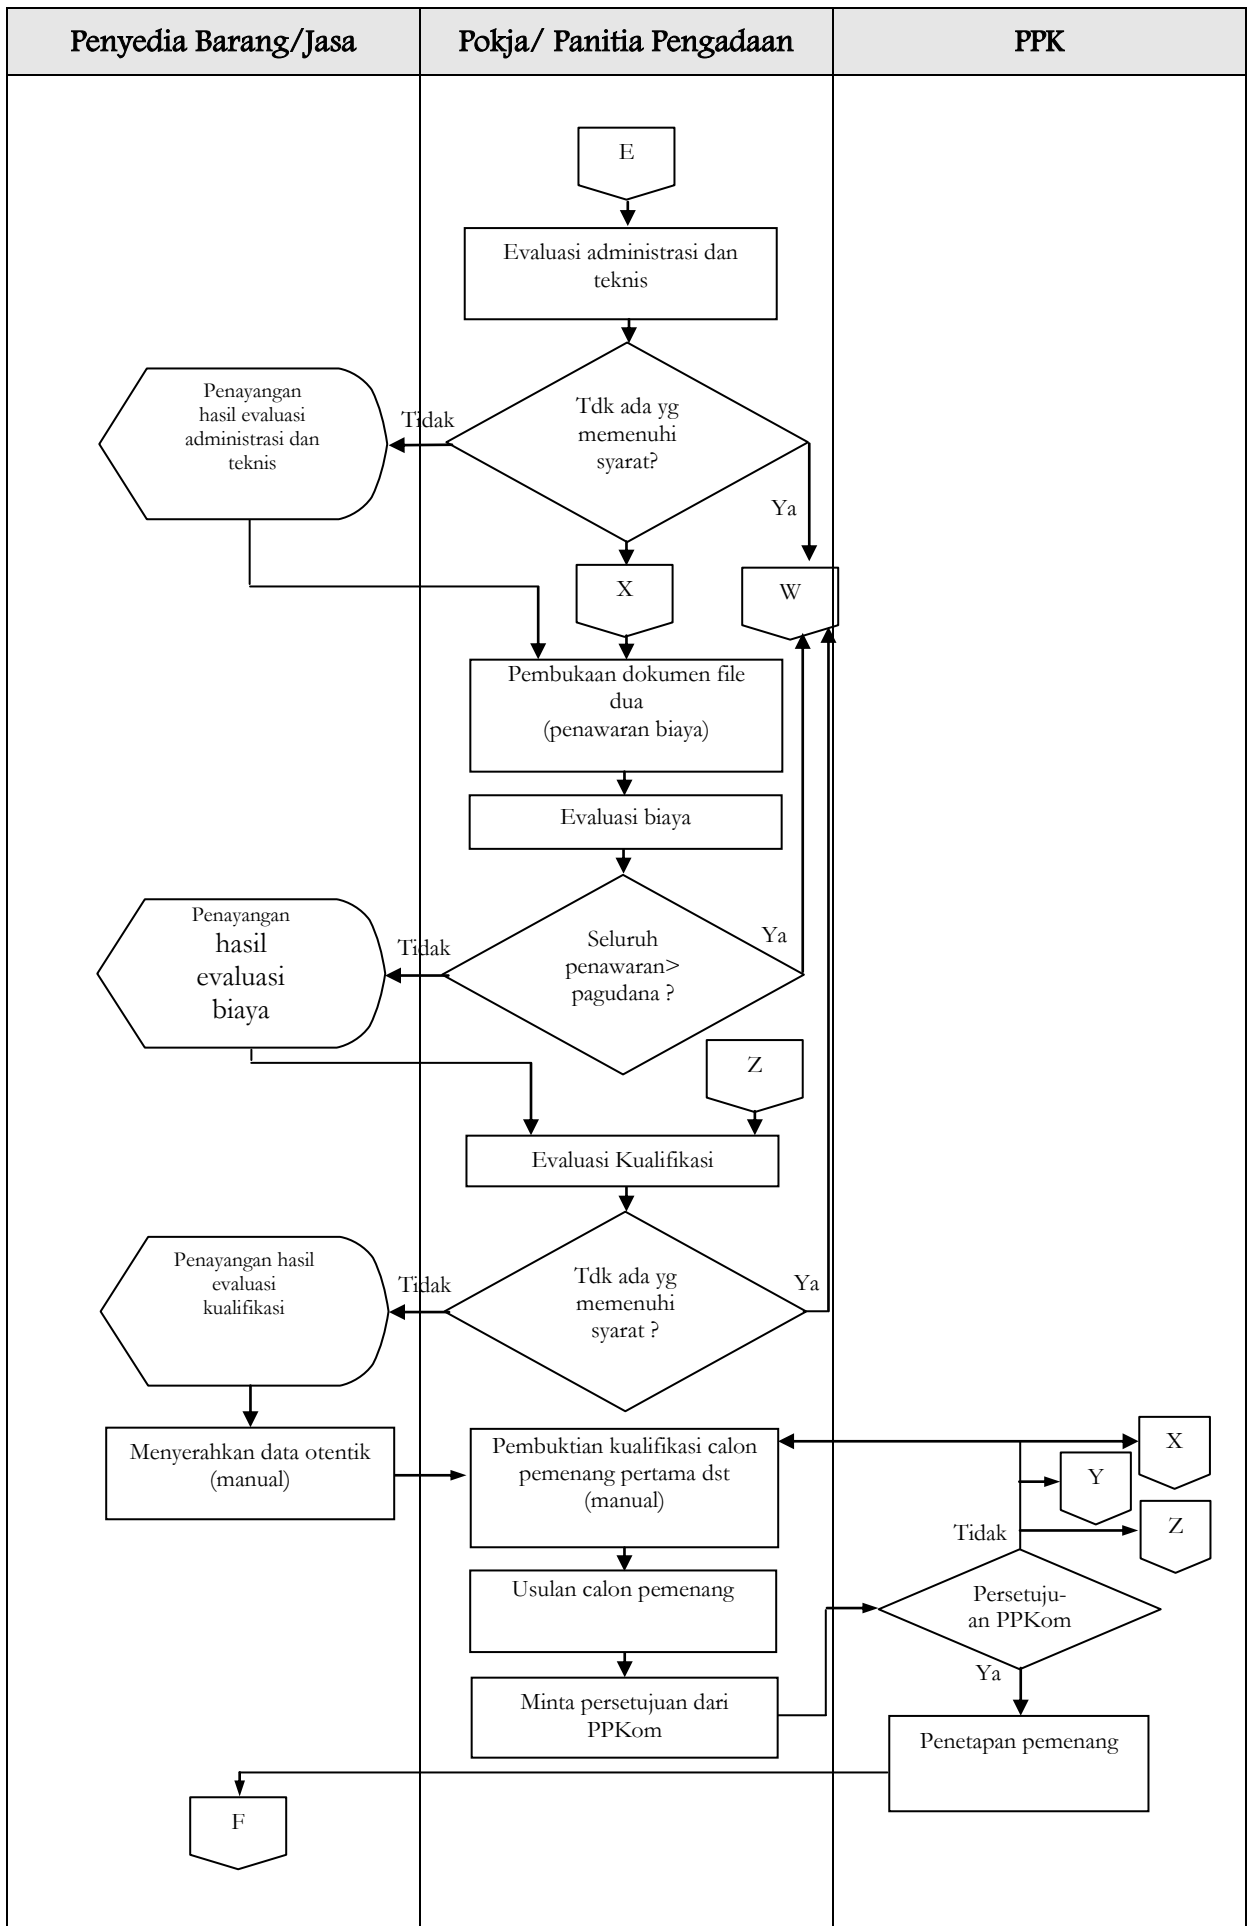 Penyedia Barang/Jasa
Pokja/ Panitia Pengadaan
PPK
E
Evaluasi administrasi dan
teknis
Penayangan
hasil evaluasi
administrasi dan
teknis
Tidak
Tdk ada yg
memenuhi
syarat?
Ya
X
W
Pembukaan dokumen file
dua
(penawaran biaya)
Evaluasi biaya
Penayangan
hasil
evaluasi
biaya
Tidak
Seluruh
penawaran>
pagudana ?
Ya
Z
Evaluasi Kualifikasi
Penayangan hasil
evaluasi
kualifikasi
Tidak
Tdk ada yg
memenuhi
syarat ?
Ya
Menyerahkan data otentik
(manual)
Pembuktian kualifikasi calon
pemenang pertama dst
(manual)
X
Y
Z
Tidak
Usulan calon pemenang
Persetuju-
an PPKom
Ya
Minta persetujuan dari
PPKom
Penetapan pemenang
F